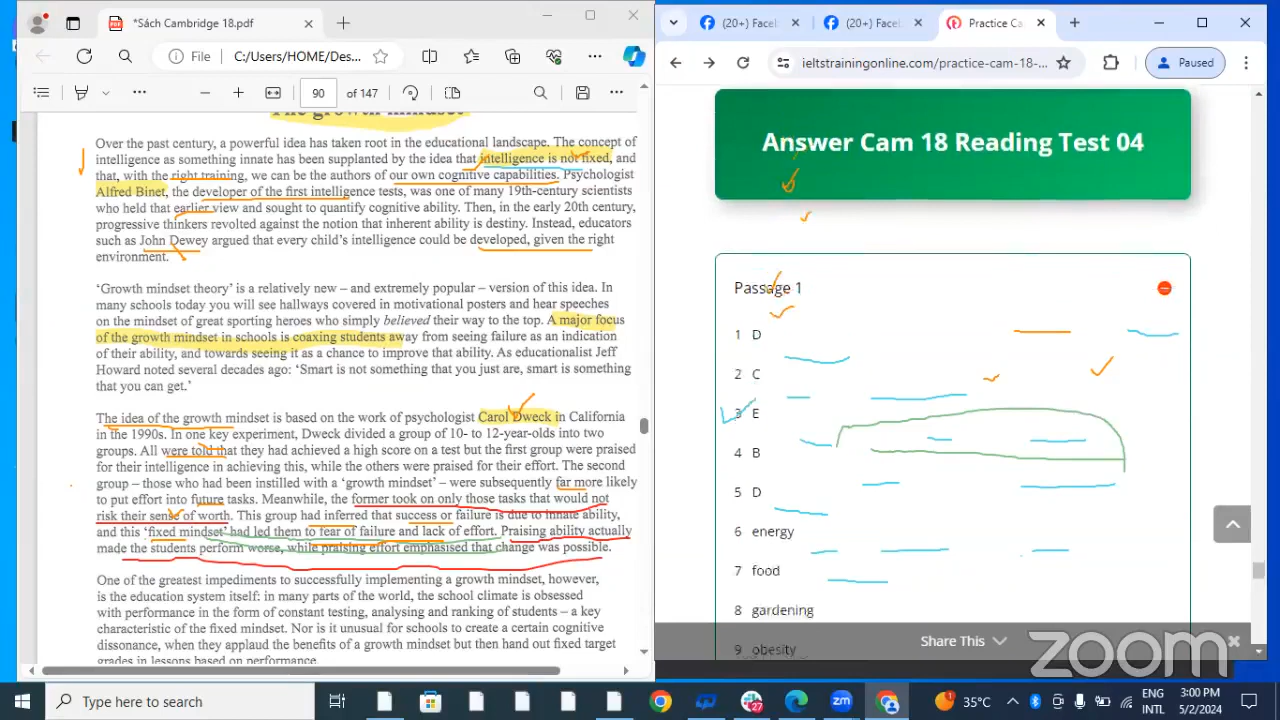 *Sách Cambridge 18.pdf
File
C:/Users/HOME/Des...
90 of 147
The growth mindset
Over the past century, a powerful idea has taken root in the educational landscape. The concept of
intelligence as something innate has been supplanted by the idea that intelligence is not fixed, and
that, with the right training, we can be the authors of our own cognitive capabilities. Psychologist
Alfred Binet, the developer of the first intelligence tests, was one of many 19th-century scientists
who held that earlier view and sought to quantify cognitive ability. Then, in the early 20th century,
progressive thinkers revolted against the notion that inherent ability is destiny. Instead, educators
such as John Dewey argued that every child's intelligence could be developed, given the right
environment.
'Growth mindset theory' is a relatively new – and extremely popular – version of this idea. In
many schools today you will see hallways covered in motivational posters and hear speeches
on the mindset of great sporting heroes who simply believed their way to the top. A major focus
of the growth mindset in schools is coaxing students away from seeing failure as an indication
of their ability, and towards seeing it as a chance to improve that ability. As educationalist Jeff
Howard noted several decades ago: 'Smart is not something that you just are, smart is something
that you can get.'
The idea of the growth mindset is based on the work of psychologist Carol Dweck in California
in the 1990s. In one key experiment, Dweck divided a group of 10- to 12-year-olds into two
groups. All were told that they had achieved a high score on a test but the first group were praised
for their intelligence in achieving this, while the others were praised for their effort. The second
group – those who had been instilled with a 'growth mindset' – were subsequently far more likely
to put effort into future tasks. Meanwhile, the former took on only those tasks that would not
risk their sense of worth. This group had inferred that success or failure is due to innate ability,
and this 'fixed mindset' had led them to fear of failure and lack of effort. Praising ability actually
made the students perform worse, while praising effort emphasised that change was possible.
One of the greatest impediments to successfully implementing a growth mindset, however,
is the education system itself: in many parts of the world, the school climate is obsessed
with performance in the form of constant testing, analysing and ranking of students – a key
characteristic of the fixed mindset. Nor is it unusual for schools to create a certain cognitive
dissonance, when they applaud the benefits of a growth mindset but then hand out fixed target
grades in lessons based on performance.
(20+) Faceb
(20+) Faceb
Practice Ca
ieltstrainingonline.com/practice-cam-18-...
Paused
Answer Cam 18 Reading Test 04
Passage 1
1 D
2 C
3 E
4 B
5 D
6 energy
7 food
8 gardening
9 obesity
Share This
zoom
Type here to search
27
zm
1
35°C
ENG
INTL
3:00 PM
5/2/2024